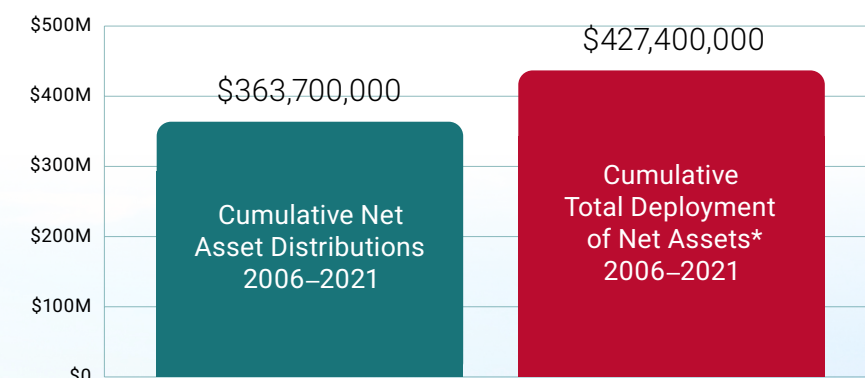 $500M
$427,400,000
$400M
$363,700,000
$300M
Cumulative
Total Deployment
of Net Assets*
2006–2021
Cumulative Net
Asset Distributions
2006–2021
$200M
$100M
$0